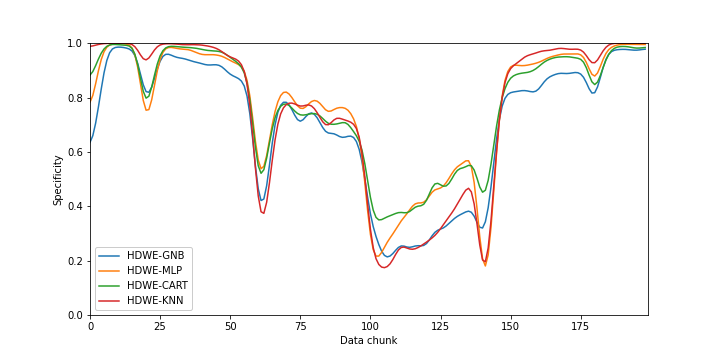 1.0
0.8
0.6
0.4
0.2
0.0
Specificity
HDWE-GNB
HDWE-MLP
HDWE-CART
HDWE-KNN
0 25 50 75 100 125 150 175
Data chunk